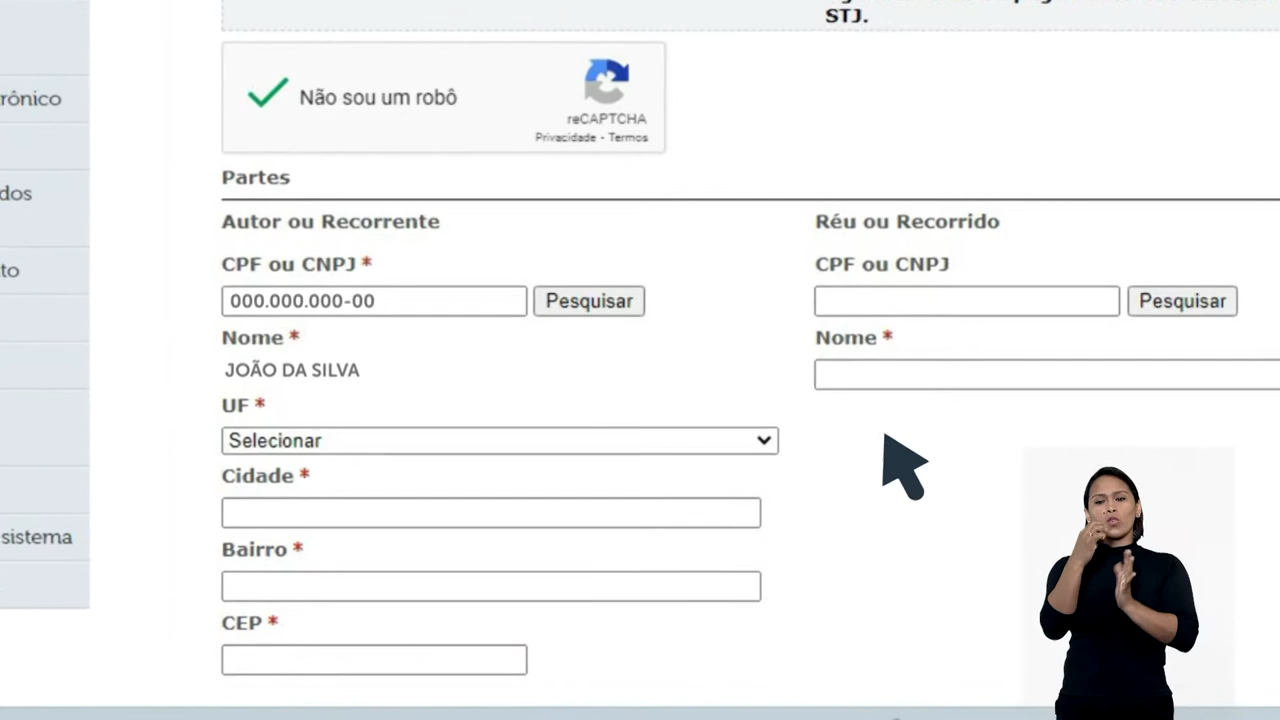 STJ.
rônico
dos
to
sistema
Não sou um robô
reCAPTCHA
Privacidade - Termos
Partes
Autor ou Recorrente
CPF ou CNPJ *
000.000.000-00
Pesquisar
Nome *
JOÃO DA SILVA
UF *
Selecionar
Cidade *
Bairro *
CEP *
Réu ou Recorrido
CPF ou CNPJ
Pesquisar
Nome *